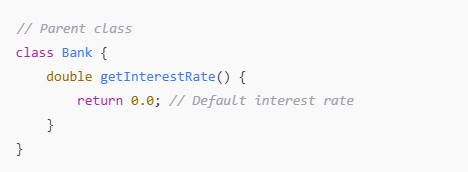 // Parent class
class Bank {
    double getInterestRate() {
        return 0.0; // Default interest rate
    }
}